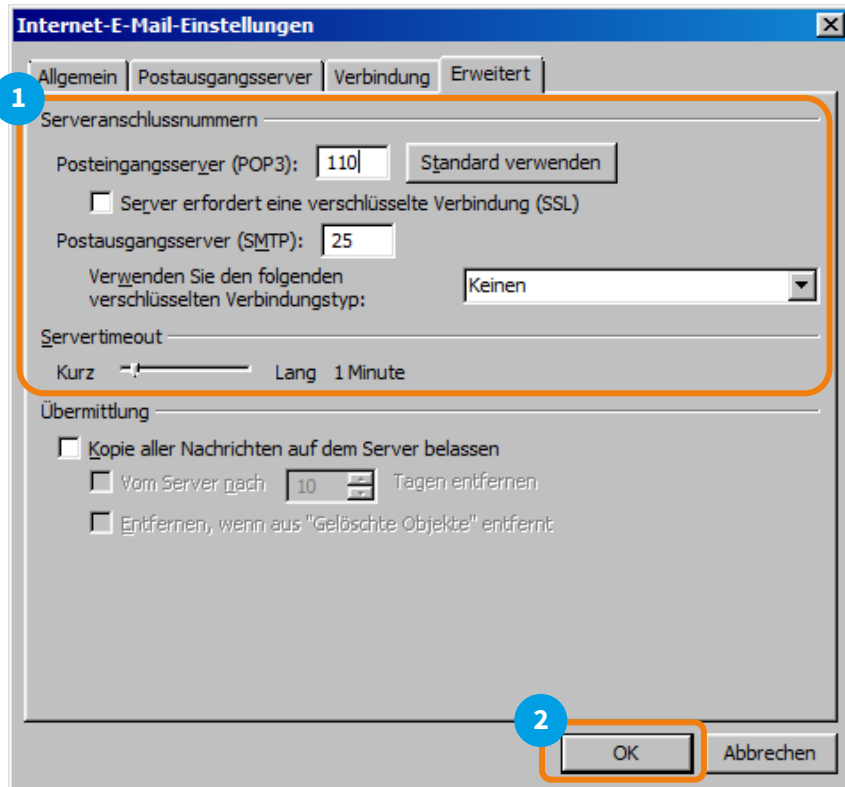 Internet-E-Mail-Einstellungen
Allgemein Postausgangsserver Verbindung Erweitert
1
Serveranschlussnummern
Posteingangsserver (POP3): 110 Standard verwenden
Server erfordert eine verschlüsselte Verbindung (SSL)
Postausgangsserver (SMTP): 25
Verwenden Sie den folgenden
verschlüsselten Verbindungstyp: Keinen
Servertimeout
Kurz Lang 1 Minute
Übermittlung
Kopie aller Nachrichten auf dem Server belassen
Vom Server nach 10 Tagen entfernen
Entfernen, wenn aus "Gelöschte Objekte" entfernt
2
OK Abbrechen